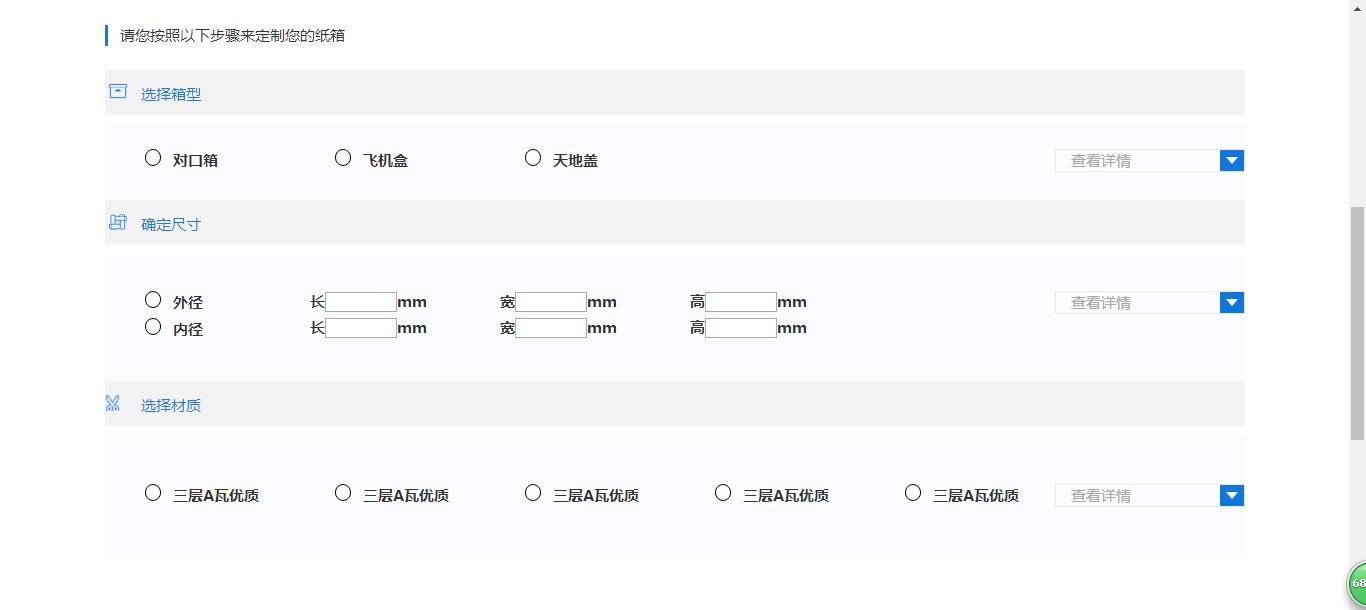 请您按照以下步骤来定制您的纸箱
选择箱型
对口箱 飞机盒 天地盖 查看详情
确定尺寸
外径 长 mm 宽 mm 高 mm 查看详情
内径 长 mm 宽 mm 高 mm
选择材质
三层A瓦优质 三层A瓦优质 三层A瓦优质 三层A瓦优质 三层A瓦优质 查看详情
68